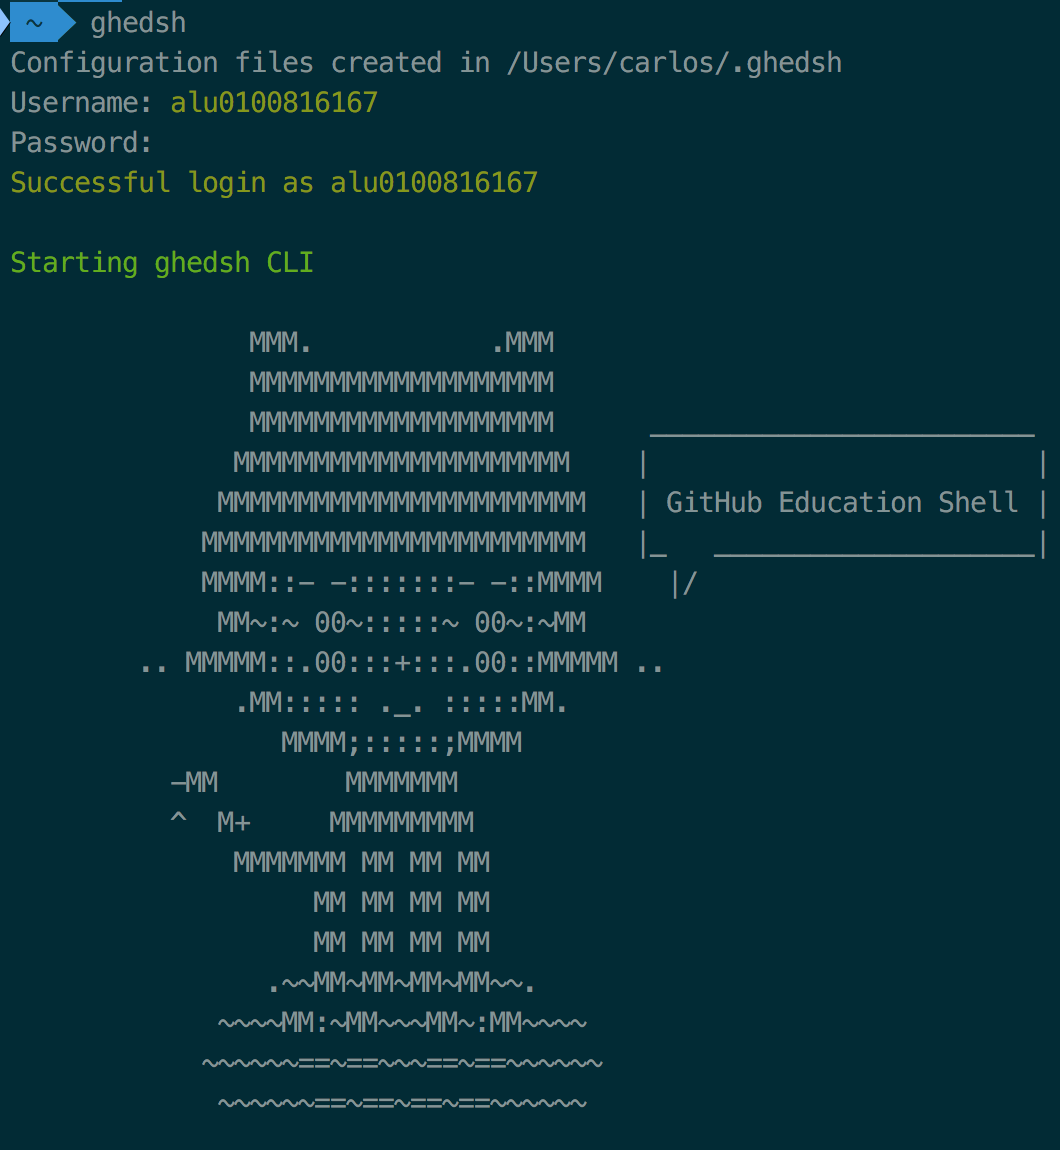 ~ ghedsh
Configuration files created in /Users/carlos/.ghedsh
Username: alu0100816167
Password:
Successful login as alu0100816167
Starting ghedsh CLI
MMM.           .MMM
MMMMMMMMMMMMMMMMMMM
MMMMMMMMMMMMMMMMMMM      ________________________
MMMMMMMMMMMMMMMMMMMMM    |                        |
MMMMMMMMMMMMMMMMMMMMMMM   | GitHub Education Shell |
MMMMMMMMMMMMMMMMMMMMMMMM   |_   ____________________|
MMMM::- -:::::::- -::MMMM    |/
MM~:~ 00~:::::~ 00~:~MM
.. MMMMM::.00:::+:::.00::MMMMM ..
.MM::::: ._. :::::MM.
MMMM;:::::;MMMM
-MM        MMMMMMM
^  M+     MMMMMMMMM
MMMMMMM MM MM MM
MM MM MM MM
MM MM MM MM
.~~MM~MM~MM~MM~~.
~~~~MM:~MM~~~MM~:MM~~~~
~~~~~~==~==~~~==~==~~~~~~
~~~~~~==~==~==~==~~~~~~